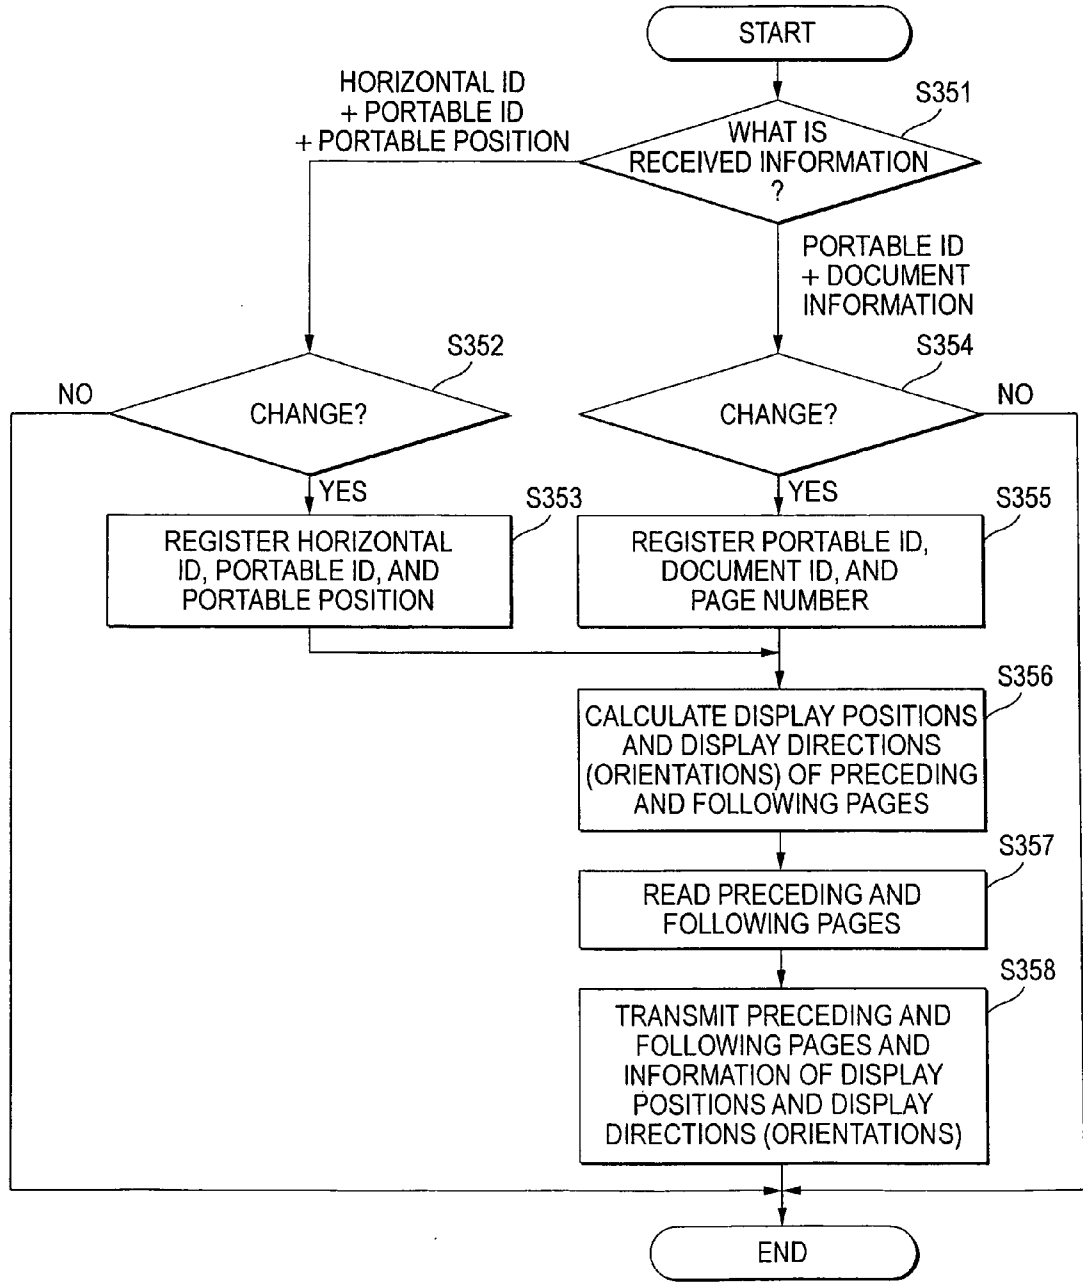 START
HORIZONTAL ID
+ PORTABLE ID
+ PORTABLE POSITION
S351
WHAT IS
RECEIVED INFORMATION
?
PORTABLE ID
+ DOCUMENT
INFORMATION
S352
NO
CHANGE?
YES
S354
CHANGE?
NO
YES
S353
REGISTER HORIZONTAL
ID, PORTABLE ID, AND
PORTABLE POSITION
S355
REGISTER PORTABLE ID,
DOCUMENT ID, AND
PAGE NUMBER
S356
CALCULATE DISPLAY POSITIONS
AND DISPLAY DIRECTIONS
(ORIENTATIONS) OF PRECEDING
AND FOLLOWING PAGES
S357
READ PRECEDING AND
FOLLOWING PAGES
S358
TRANSMIT PRECEDING AND
FOLLOWING PAGES AND
INFORMATION OF DISPLAY
POSITIONS AND DISPLAY
DIRECTIONS (ORIENTATIONS)
END